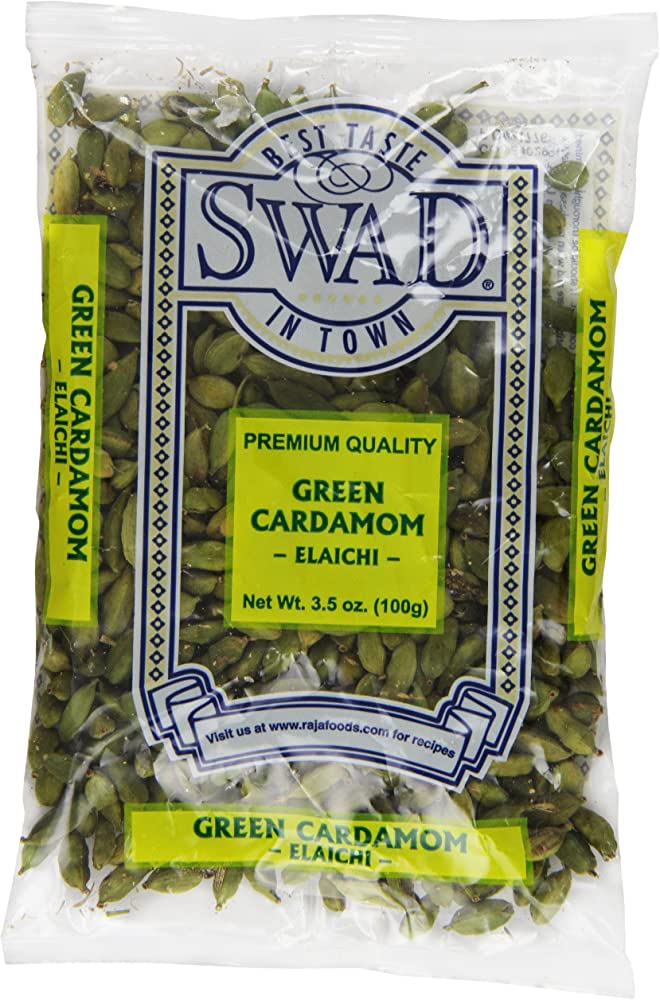 BEST TASTE
SWAD®
IN TOWN
PREMIUM QUALITY
GREEN
CARDAMOM
– ELAICHI –
Net Wt. 3.5 oz. (100g)
Visit us at www.rajafoods.com for recipes
GREEN CARDAMOM
– ELAICHI –
GREEN CARDAMOM
– ELAICHI –
GREEN CARDAMOM
– ELAICHI –